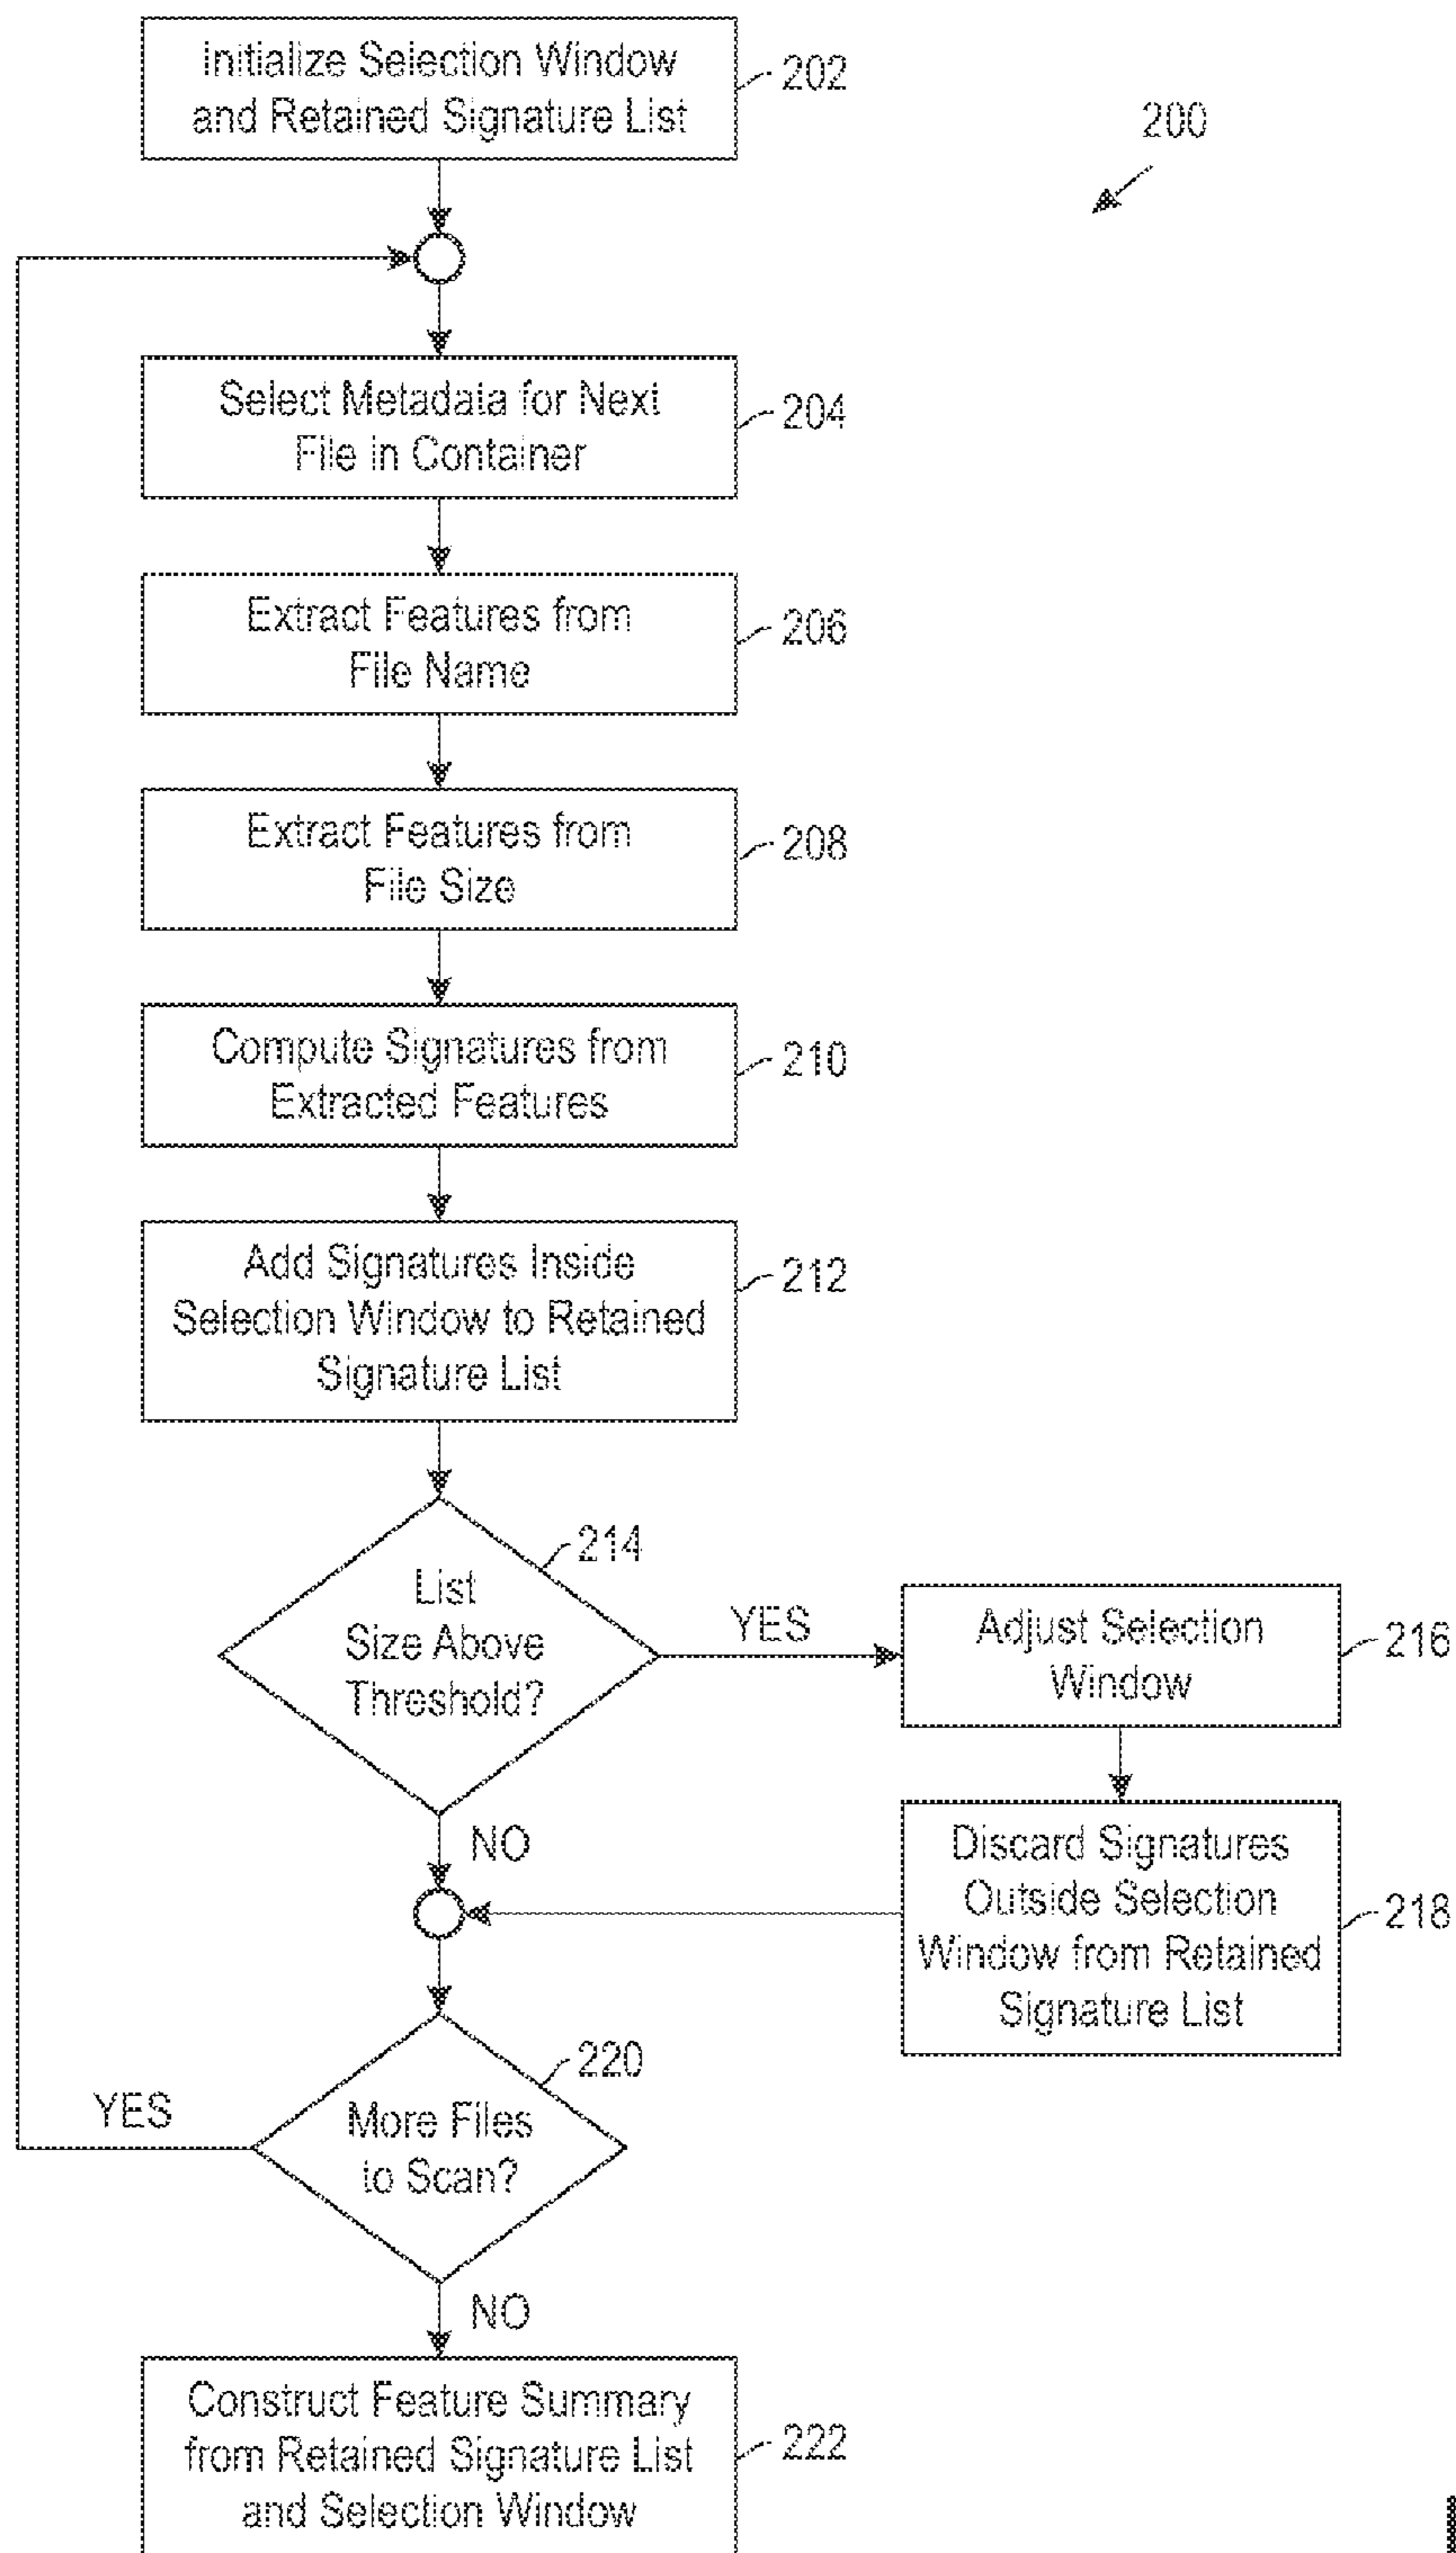 Initialize Selection Window
and Retained Signature List
202
200
Select Metadata for Next
File in Container
204
Extract Features from
File Name
206
Extract Features from
File Size
208
Compute Signatures from
Extracted Features
210
Add Signatures Inside
Selection Window to Retained
Signature List
212
List
Size Above
Threshold?
214
YES
Adjust Selection
Window
216
NO
Discard Signatures
Outside Selection
Window from Retained
Signature List
218
220
YES
More Files
to Scan?
NO
Construct Feature Summary
from Retained Signature List
and Selection Window
222